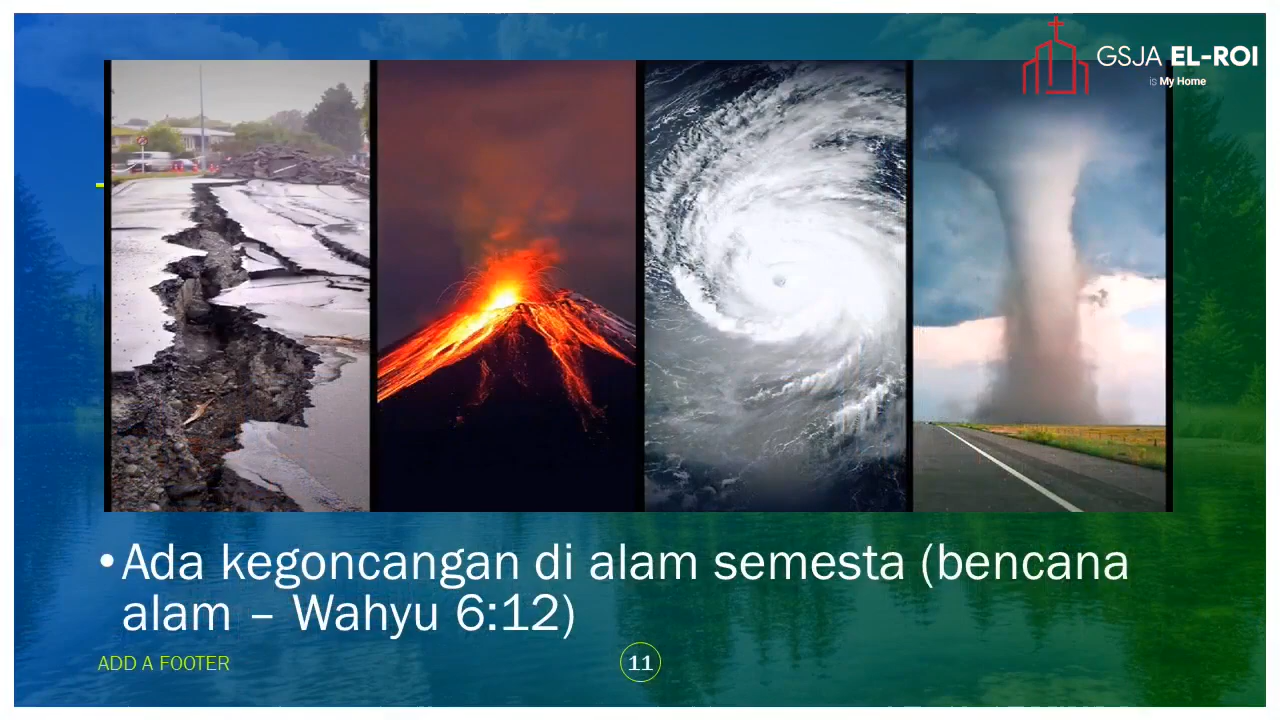 GSJA EL-ROI
is My Home
•Ada kegoncangan di alam semesta (bencana
alam – Wahyu 6:12)
ADD A FOOTER
11